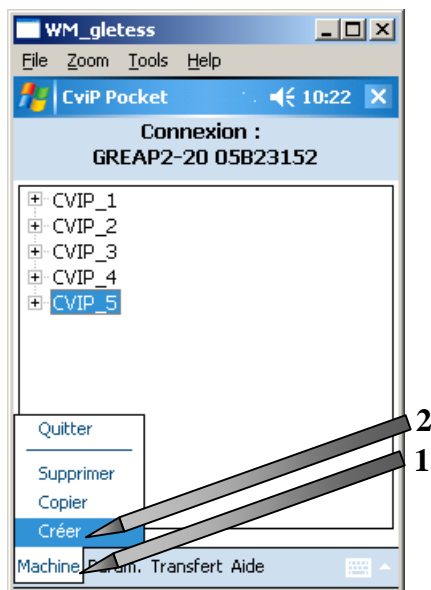 WM_gletess
File Zoom Tools Help
CviP Pocket 10:22
Connexion :
GREAP2-20 05B23152
CVIP_1
CVIP_2
CVIP_3
CVIP_4
CVIP_5
Quitter
Supprimer
Copier
Créer
Machine Param. Transfert Aide
2
1